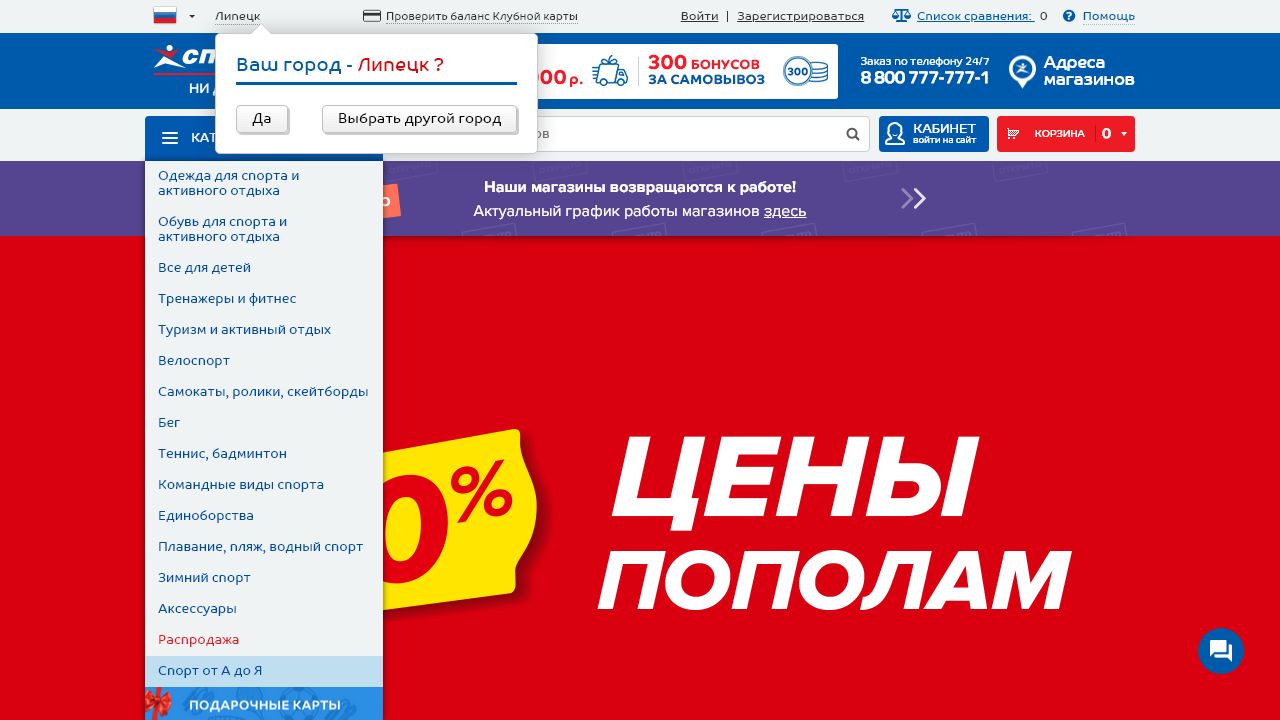 Липецк
Проверить баланс Клубной карты
Войти | Зарегистрироваться
Список сравнения: 0
Помощь
Ваш город - Липецк ?
Да
Выбрать другой город
р.
300 БОНУСОВ
ЗА САМОВЫВОЗ
300
Заказ по телефону 24/7
8 800 777-777-1
Адреса
магазинов
НИ
КАБИНЕТ
войти на сайт
КОРЗИНА 0
Наши магазины возвращаются к работе!
Актуальный график работы магазинов здесь
Одежда для спорта и
активного отдыха
Обувь для спорта и
активного отдыха
Все для детей
Тренажеры и фитнес
Туризм и активный отдых
Велоспорт
Самокаты, ролики, скейтборды
Бег
Теннис, бадминтон
Командные виды спорта
Единоборства
Плавание, пляж, водный спорт
Зимний спорт
Аксессуары
Распродажа
Спорт от А до Я
ПОДАРОЧНЫЕ КАРТЫ
0%
ЦЕНЫ
ПОПОЛАМ